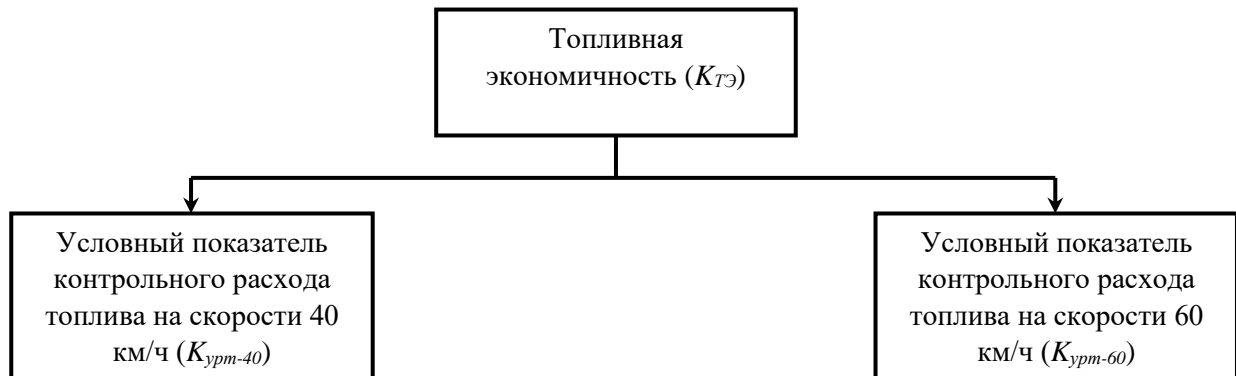 Топливная
экономичность (KТЭ)
Условный показатель
контрольного расхода
топлива на скорости 40
км/ч (Kурт-40)
Условный показатель
контрольного расхода
топлива на скорости 60
км/ч (Kурт-60)